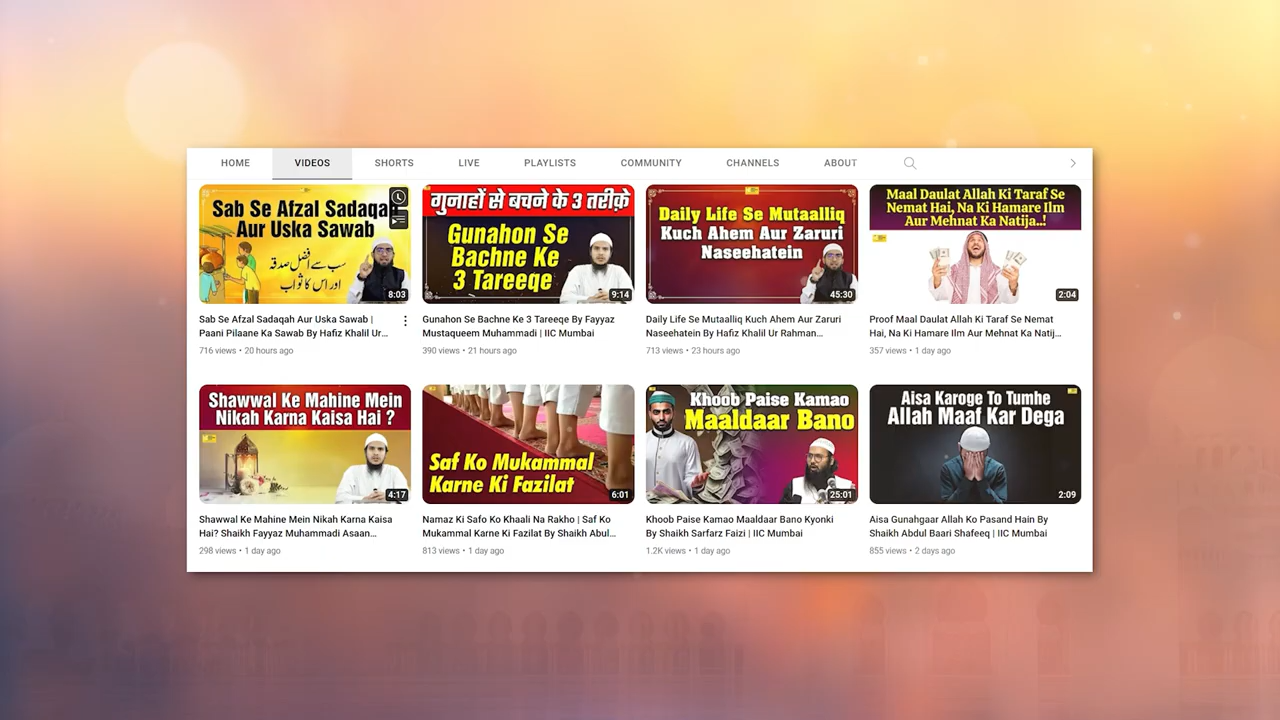 HOME
VIDEOS
SHORTS
LIVE
PLAYLISTS
COMMUNITY
CHANNELS
ABOUT
Sab Se Afzal Sadaqa
Aur Uska Sawab
سب سے افضل صدقہ
اور اس کا ثواب
8:03
गुनाहों से बचने के 3 तरीक़े
Gunahon Se
Bachne Ke
3 Tareeqe
9:14
Daily Life Se Mutaalliq
Kuch Ahem Aur Zaruri
Naseehatein
45:30
Maal Daulat Allah Ki Taraf Se
Nemat Hai, Na Ki Hamare Ilm
Aur Mehnat Ka Natija..!
2:04
Sab Se Afzal Sadaqah Aur Uska Sawab |
Paani Pilaane Ka Sawab By Hafiz Khalil Ur...
716 views • 20 hours ago
Gunahon Se Bachne Ke 3 Tareeqe By Fayyaz
Mustaqueem Muhammadi | IIC Mumbai
390 views • 21 hours ago
Daily Life Se Mutaalliq Kuch Ahem Aur Zaruri
Naseehatein By Hafiz Khalil Ur Rahman...
713 views • 23 hours ago
Proof Maal Daulat Allah Ki Taraf Se Nemat
Hai, Na Ki Hamare Ilm Aur Mehnat Ka Natij...
357 views • 1 day ago
Shawwal Ke Mahine Mein
Nikah Karna Kaisa Hai ?
4:17
Saf Ko Mukammal
Karne Ki Fazilat
6:01
Khoob Paise Kamao
Maaldaar Bano
25:01
Aisa Karoge To Tumhe
Allah Maaf Kar Dega
2:09
Shawwal Ke Mahine Mein Nikah Karna Kaisa
Hai? Shaikh Fayyaz Muhammadi Asaan...
298 views • 1 day ago
Namaz Ki Safo Ko Khaali Na Rakho | Saf Ko
Mukammal Karne Ki Fazilat By Shaikh Abul...
813 views • 1 day ago
Khoob Paise Kamao Maaldaar Bano Kyonki
By Shaikh Sarfarz Faizi | IIC Mumbai
1.2K views • 1 day ago
Aisa Gunahgaar Allah Ko Pasand Hain By
Shaikh Abdul Baari Shafeeq | IIC Mumbai
855 views • 2 days ago